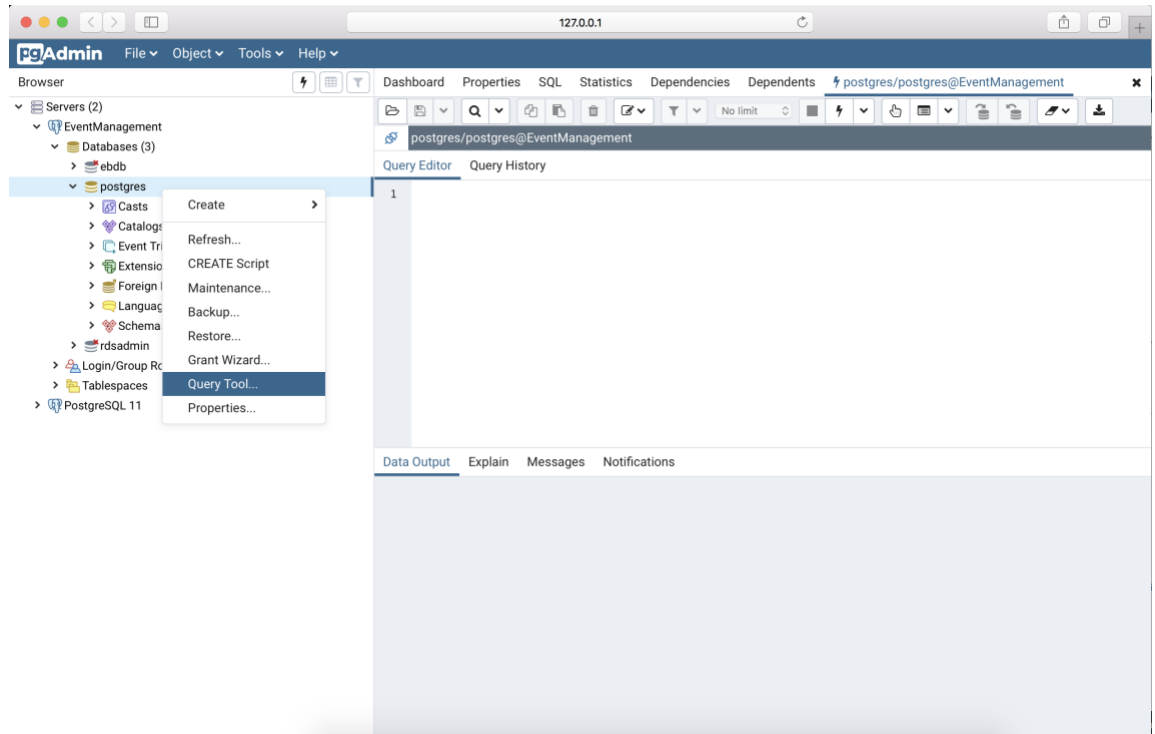 127.0.0.1
pgAdmin File Object Tools Help
Browser
Dashboard Properties SQL Statistics Dependencies Dependents postgres/postgres@EventManagement
No limit
postgres/postgres@EventManagement
Query Editor Query History
1
Servers (2)
EventManagement
Databases (3)
ebdb
postgres
Casts
Catalogs
Event Tri
Extensio
Foreign
Languag
Schema
rdsadmin
Login/Group Ro
Tablespaces
PostgreSQL 11
Create
Refresh...
CREATE Script
Maintenance...
Backup...
Restore...
Grant Wizard...
Query Tool...
Properties...
Data Output Explain Messages Notifications